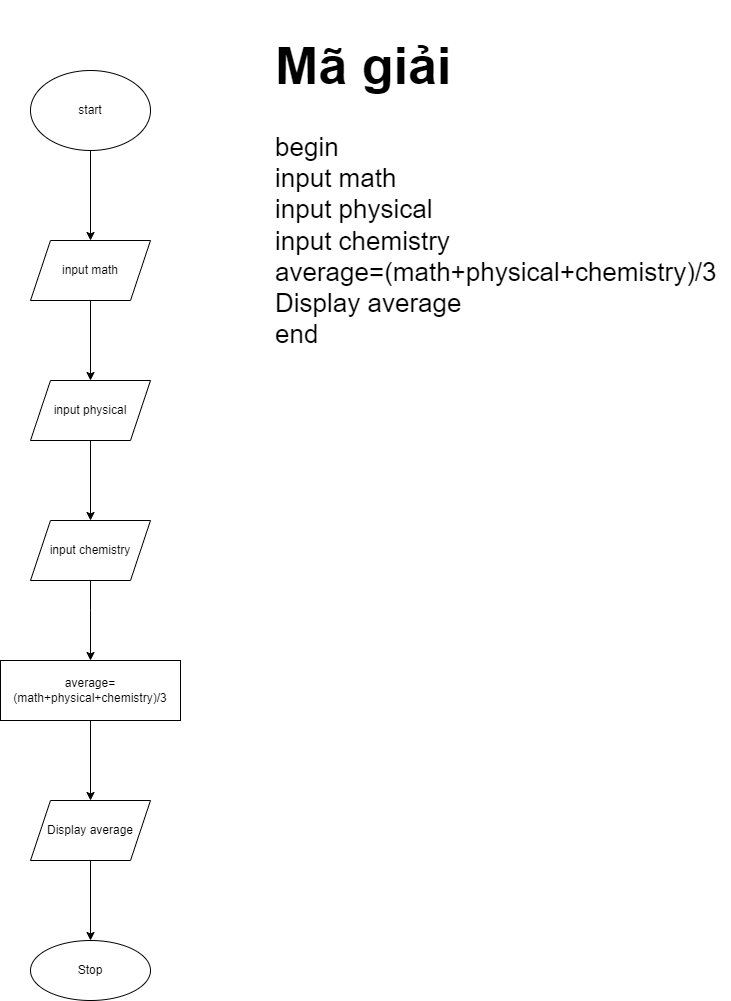 start
input math
input physical
input chemistry
average=
(math+physical+chemistry)/3
Display average
Stop
Mã giải
begin
input math
input physical
input chemistry
average=(math+physical+chemistry)/3
Display average
end